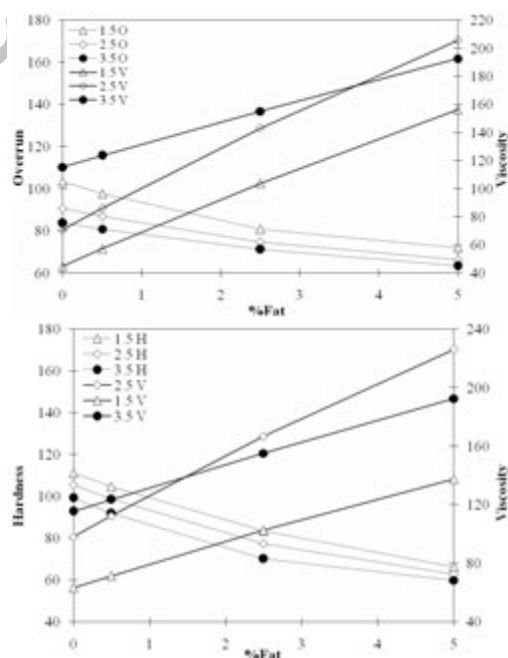 180
160
140
120
100
80
60
Overrun
1.5 O
2.5 O
3.5 O
1.5 V
2.5 V
3.5 V
220
200
180
160
140
120
100
80
60
40
Viscosity
0 1 2 3 4 5
%Fat
180
160
140
120
100
80
60
40
Hardness
1.5 H
2.5 H
3.5 H
2.5 V
1.5 V
3.5 V
240
200
160
120
80
40
Viscosity
0 1 2 3 4 5
%Fat